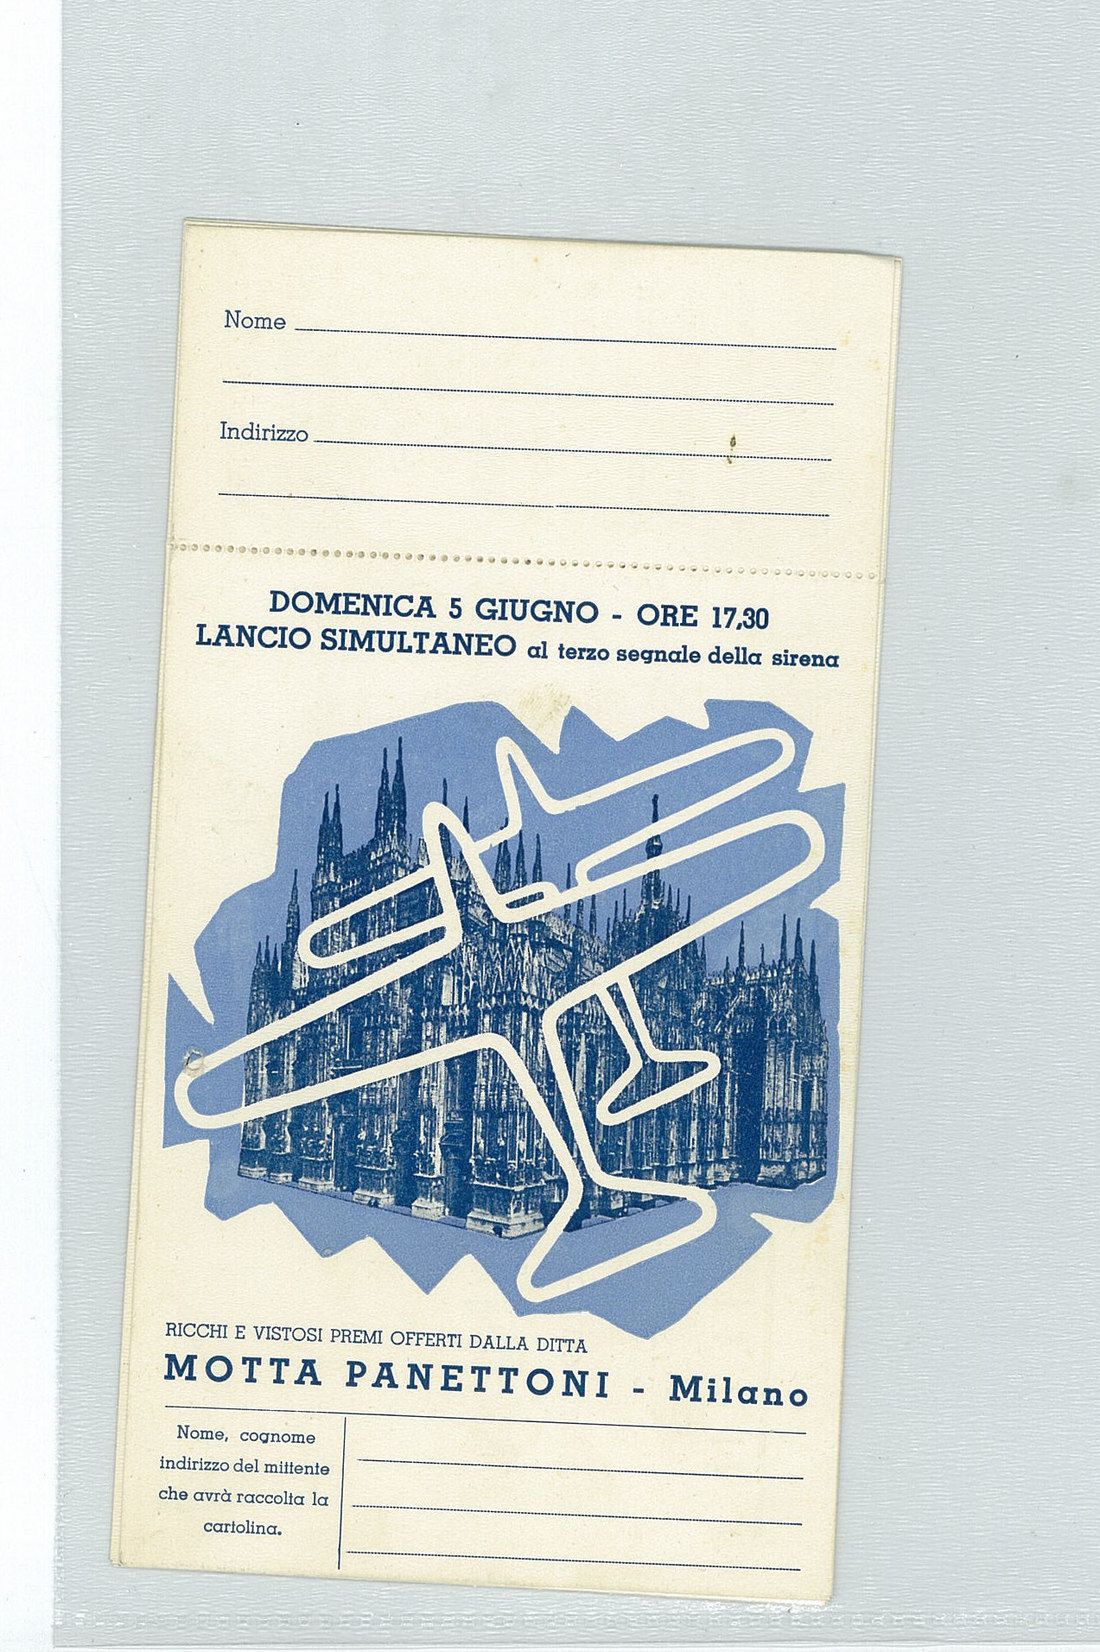 Nome
Indirizzo
DOMENICA 5 GIUGNO - ORE 17,30
LANCIO SIMULTANEO al terzo segnale della sirena
RICCHI E VISTOSI PREMI OFFERTI DALLA DITTA
MOTTA PANETTONI - Milano
Nome, cognome
indirizzo del mittente
che avrà raccolta la
cartolina.